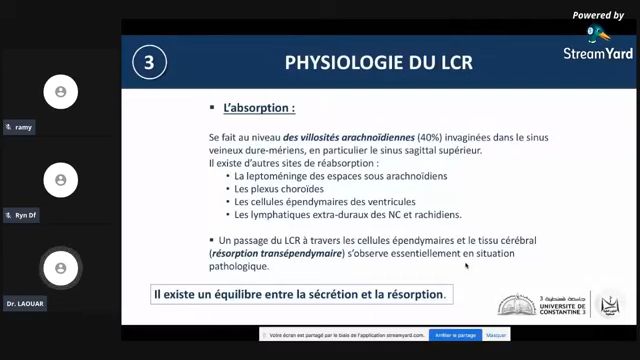 Powered by
StreamYard
3
PHYSIOLOGIE DU LCR
▪ L'absorption :
Se fait au niveau des villosités arachnoïdiennes (40%) invaginées dans le sinus
veineux dure-mériens, en particulier le sinus sagittal supérieur.
Il existe d'autres sites de réabsorption :
• La leptoméninge des espaces sous arachnoïdiens
• Les plexus choroïdes
• Les cellules épendymaires des ventricules
• Les lymphatiques extra-duraux des NC et rachidiens.
▪ Un passage du LCR à travers les cellules épendymaires et le tissu cérébral
(résorption transépendymaire) s'observe essentiellement en situation
pathologique.
Il existe un équilibre entre la sécrétion et la résorption.
ramy
Ryn Df
Dr. LAOUAR
جامعة قسنطينة 3
UNIVERSITE DE
CONSTANTINE 3
Votre écran est partagé par le biais de l'application streamyard.com.
Arrêter le partage
Masquer